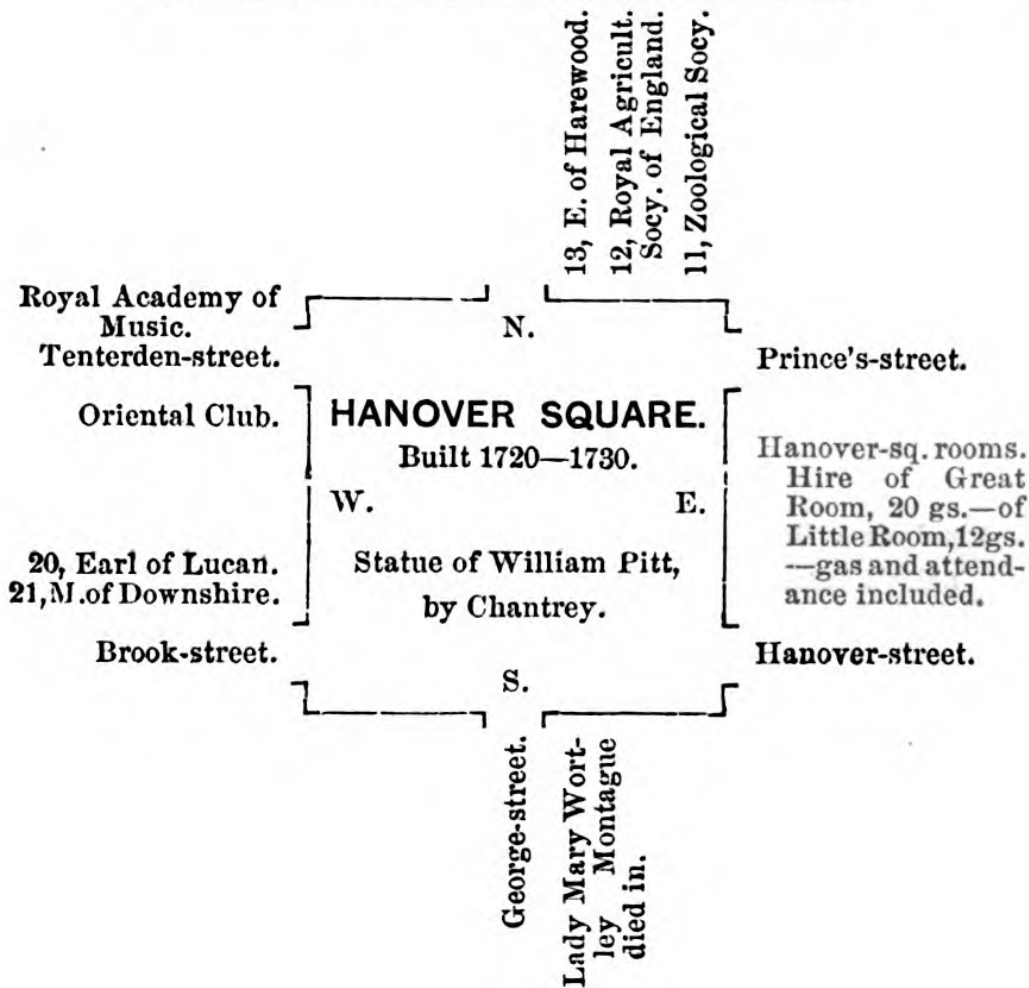 13, E. of Harewood.
12, Royal Agricult.
Socy. of England.
11, Zoological Socy.
Royal Academy of
Music.
Tenterden-street.
N.
Prince's-street.
Oriental Club.
HANOVER SQUARE.
Built 1720—1730.
W.
E.
Hanover-sq. rooms.
Hire of Great
Room, 20 gs.—of
Little Room, 12gs.
—gas and attend-
ance included.
20, Earl of Lucan.
21, M. of Downshire.
Statue of William Pitt,
by Chantrey.
Brook-street.
Hanover-street.
S.
George-street.
Lady Mary Wort-
ley Montague
died in.